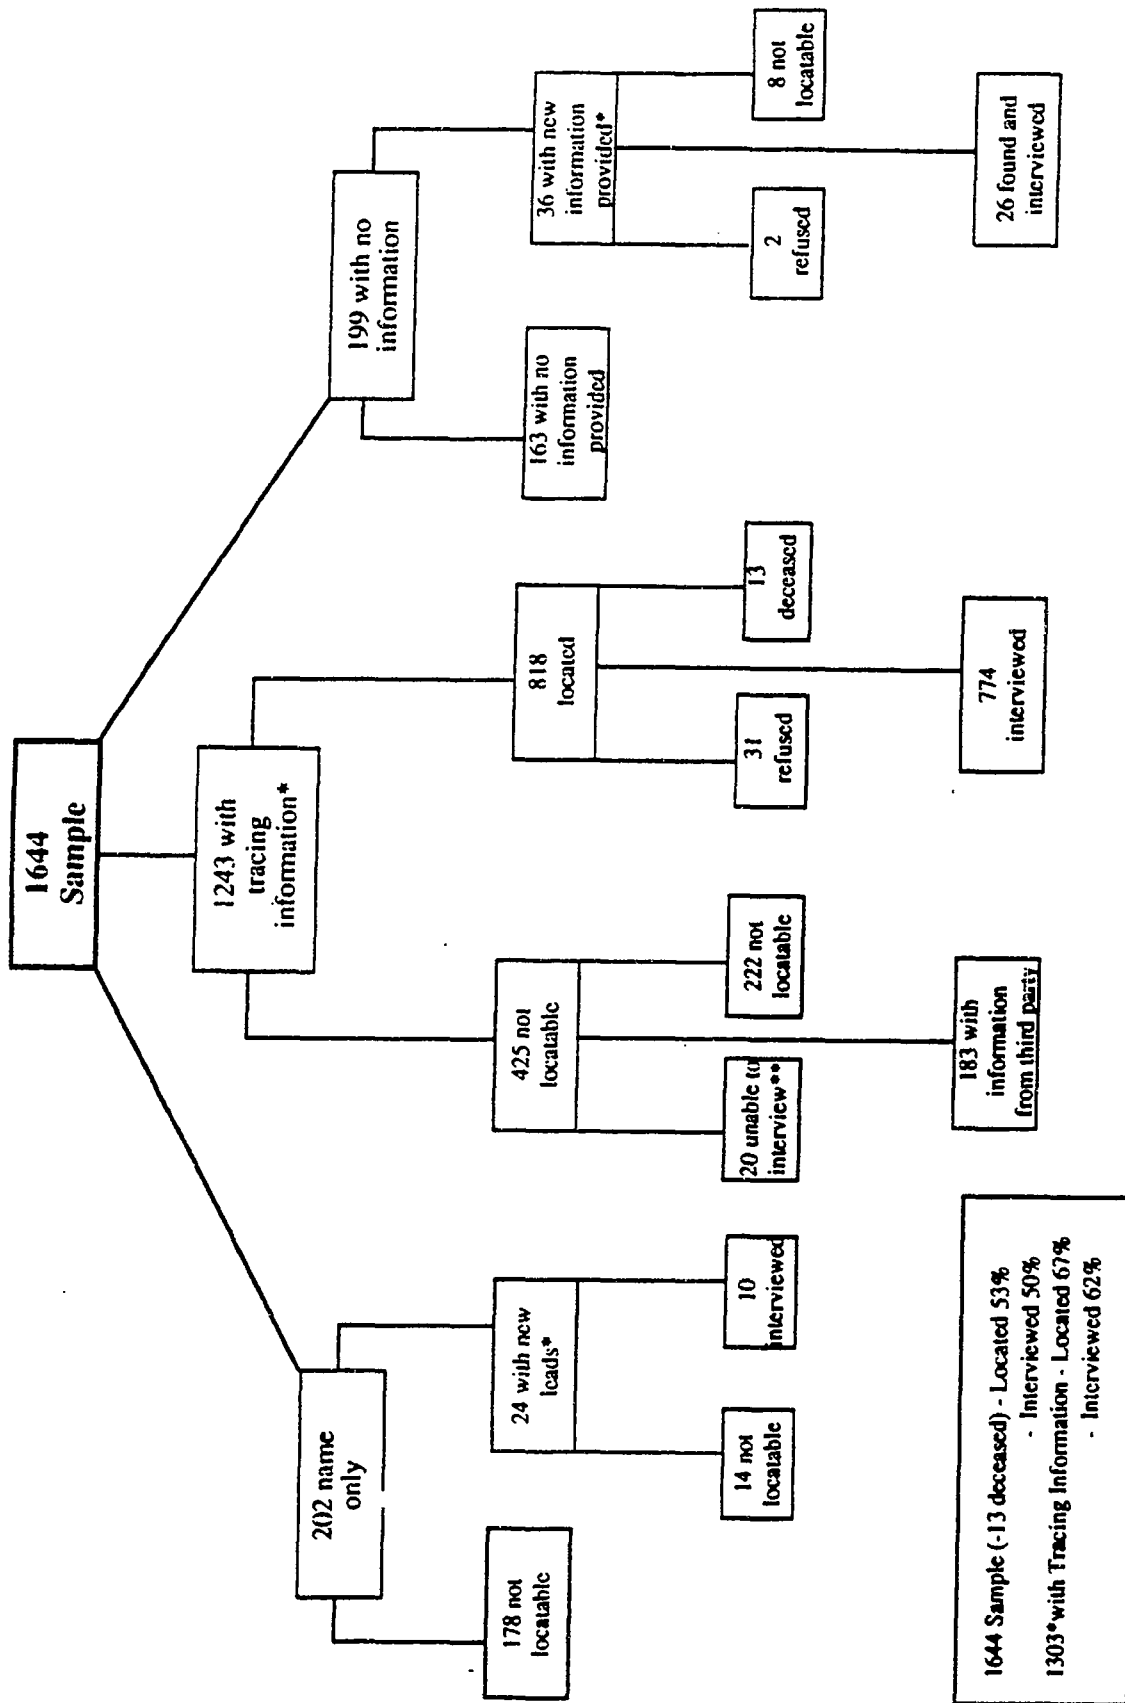 1644
Sample
202 name
only
1243 with
tracing
information*
199 with no
information
178 not
locatable
24 with new
leads*
425 not
locatable
818
located
163 with no
information
provided
36 with new
information
provided*
14 not
locatable
10
interviewed
20 unable to
interview**
222 not
locatable
31
refused
13
deceased
2
refused
8 not
locatable
183 with
information
from third party
774
interviewed
26 found and
interviewed
1644 Sample (-13 deceased) - Located 53%
- Interviewed 50%
1303*with Tracing Information - Located 67%
- Interviewed 62%